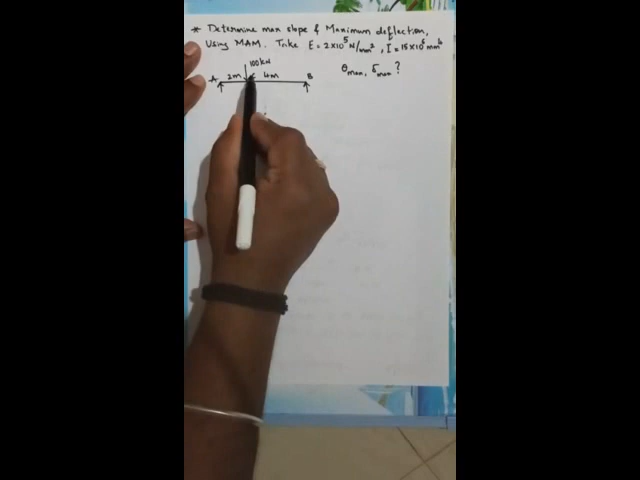 * Determine max slope & Maximum deflection,
Using MAM. Take E = 2×10⁵ N/mm², I = 15×10⁶ mm⁴
100kN
A 2m 4m B
θmax, δmax ?